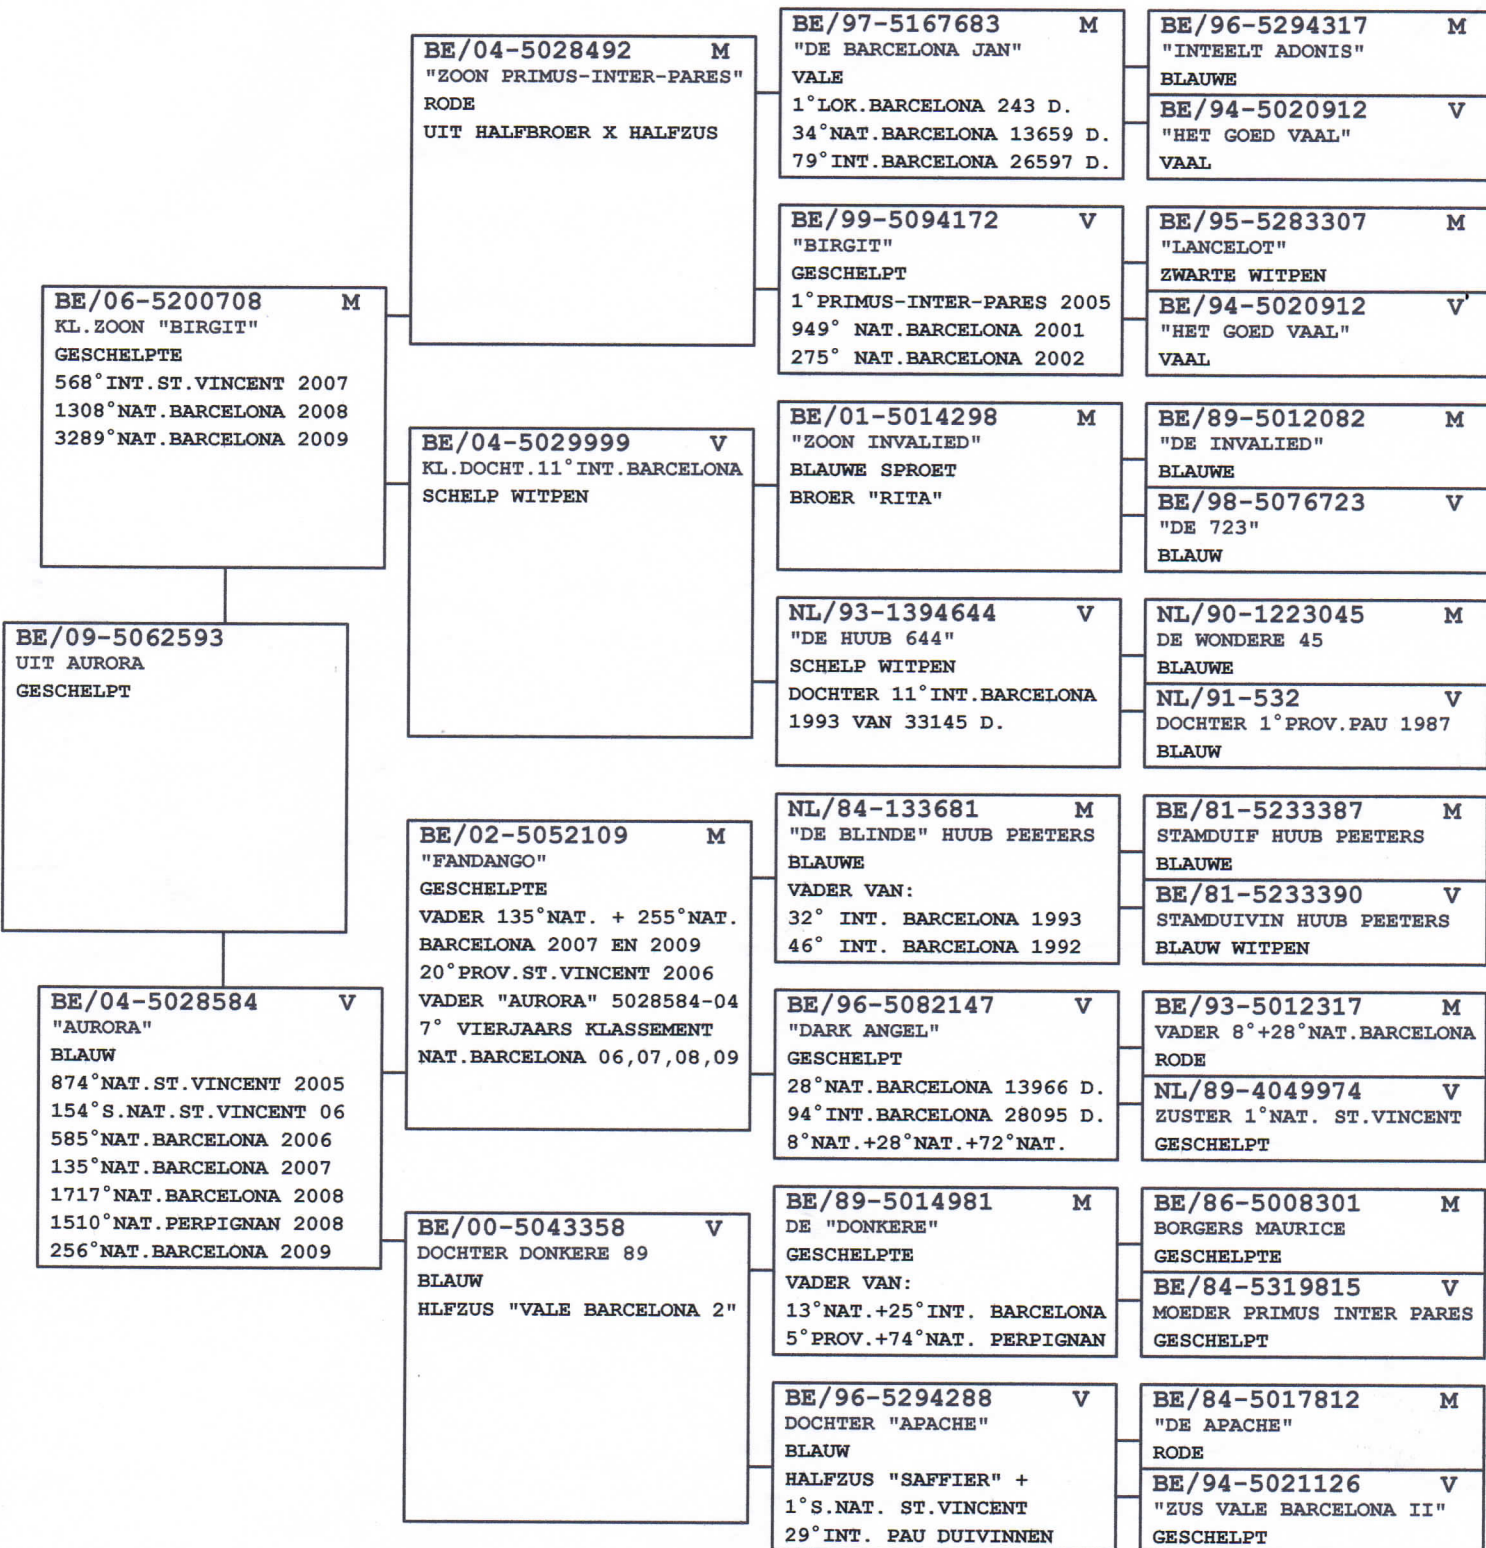 BE/09-5062593
UIT AURORA
GESCHELPT
BE/06-5200708 M
KL.ZOON "BIRGIT"
GESCHELPTE
568°INT.ST.VINCENT 2007
1308°NAT.BARCELONA 2008
3289°NAT.BARCELONA 2009
BE/04-5028584 V
"AURORA"
BLAUW
874°NAT.ST.VINCENT 2005
154°S.NAT.ST.VINCENT 06
585°NAT.BARCELONA 2006
135°NAT.BARCELONA 2007
1717°NAT.BARCELONA 2008
1510°NAT.PERPIGNAN 2008
256°NAT.BARCELONA 2009
BE/04-5028492 M
"ZOON PRIMUS-INTER-PARES"
RODE
UIT HALFBROER X HALFZUS
BE/04-5029999 V
KL.DOCHT.11°INT.BARCELONA
SCHELP WITPEN
BE/02-5052109 M
"FANDANGO"
GESCHELPTE
VADER 135°NAT. + 255°NAT.
BARCELONA 2007 EN 2009
20°PROV.ST.VINCENT 2006
VADER "AURORA" 5028584-04
7° VIERJAARS KLASSEMENT
NAT.BARCELONA 06,07,08,09
BE/00-5043358 V
DOCHTER DONKERE 89
BLAUW
HLFZUS "VALE BARCELONA 2"
BE/97-5167683 M
"DE BARCELONA JAN"
VALE
1°LOK.BARCELONA 243 D.
34°NAT.BARCELONA 13659 D.
79°INT.BARCELONA 26597 D.
BE/99-5094172 V
"BIRGIT"
GESCHELPT
1°PRIMUS-INTER-PARES 2005
949° NAT.BARCELONA 2001
275° NAT.BARCELONA 2002
BE/01-5014298 M
"ZOON INVALIED"
BLAUWE SPROET
BROER "RITA"
NL/93-1394644 V
"DE HUUB 644"
SCHELP WITPEN
DOCHTER 11°INT.BARCELONA
1993 VAN 33145 D.
NL/84-133681 M
"DE BLINDE" HUUB PEETERS
BLAUWE
VADER VAN:
32° INT. BARCELONA 1993
46° INT. BARCELONA 1992
BE/96-5082147 V
"DARK ANGEL"
GESCHELPT
28°NAT.BARCELONA 13966 D.
94°INT.BARCELONA 28095 D.
8°NAT.+28°NAT.+72°NAT.
BE/89-5014981 M
DE "DONKERE"
GESCHELPTE
VADER VAN:
13°NAT.+25°INT. BARCELONA
5°PROV.+74°NAT. PERPIGNAN
BE/96-5294288 V
DOCHTER "APACHE"
BLAUW
HALFZUS "SAFFIER" +
1°S.NAT. ST.VINCENT
29°INT. PAU DUIVINNEN
BE/96-5294317 M
"INTEELT ADONIS"
BLAUWE
BE/94-5020912 V
"HET GOED VAAL"
VAAL
BE/95-5283307 M
"LANCELOT"
ZWARTE WITPEN
BE/94-5020912 V
"HET GOED VAAL"
VAAL
BE/89-5012082 M
"DE INVALIED"
BLAUWE
BE/98-5076723 V
"DE 723"
BLAUW
NL/90-1223045 M
DE WONDERE 45
BLAUWE
NL/91-532 V
DOCHTER 1°PROV.PAU 1987
BLAUW
BE/81-5233387 M
STAMDUIF HUUB PEETERS
BLAUWE
BE/81-5233390 V
STAMDUIVIN HUUB PEETERS
BLAUW WITPEN
BE/93-5012317 M
VADER 8°+28°NAT.BARCELONA
RODE
NL/89-4049974 V
ZUSTER 1°NAT. ST.VINCENT
GESCHELPT
BE/86-5008301 M
BORGERS MAURICE
GESCHELPTE
BE/84-5319815 V
MOEDER PRIMUS INTER PARES
GESCHELPT
BE/84-5017812 M
"DE APACHE"
RODE
BE/94-5021126 V
"ZUS VALE BARCELONA II"
GESCHELPT